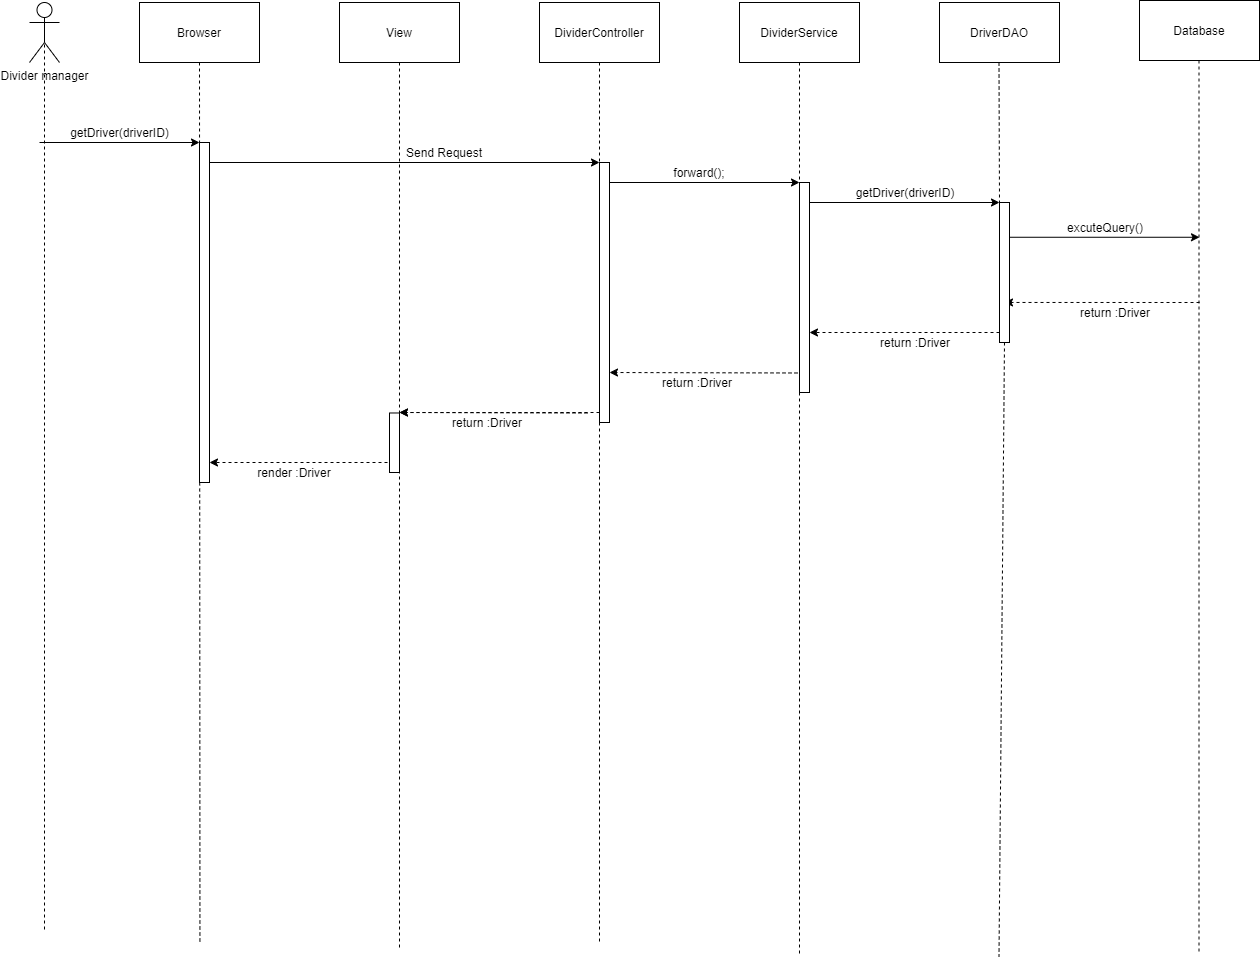 Browser
View
DividerController
DividerService
DriverDAO
Database
Divider manager
getDriver(driverID)
Send Request
forward();
getDriver(driverID)
excuteQuery()
return :Driver
return :Driver
return :Driver
return :Driver
render :Driver